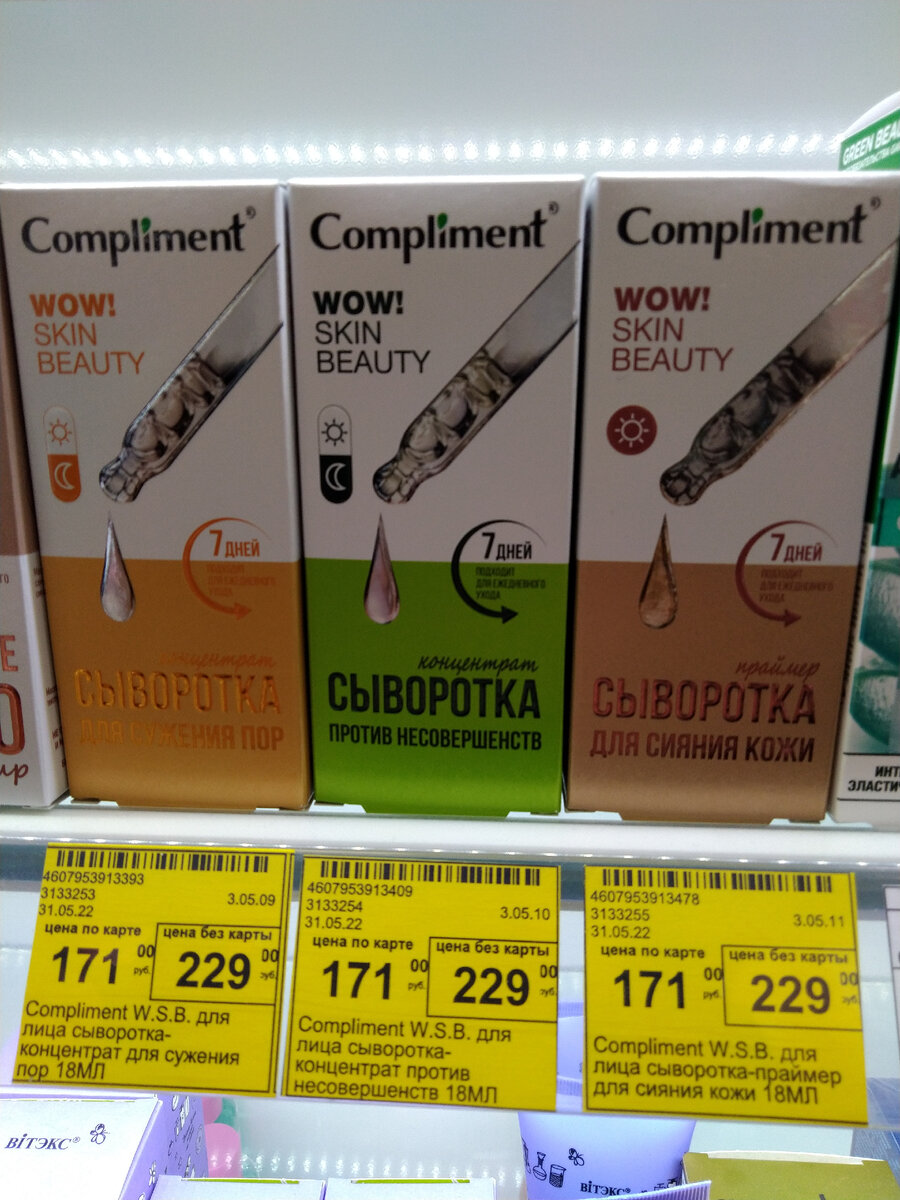 GREEN BEAU
Compliment
WOW!
SKIN
BEAUTY
7 ДНЕЙ
ПОДХОДИТ
ДЛЯ ЕЖЕДНЕВНОГО
УХОДА
концентрат
СЫВОРОТКА
ДЛЯ СУЖЕНИЯ ПОР
Compliment
WOW!
SKIN
BEAUTY
7 ДНЕЙ
ПОДХОДИТ
ДЛЯ ЕЖЕДНЕВНОГО
УХОДА
концентрат
СЫВОРОТКА
ПРОТИВ НЕСОВЕРШЕНСТВ
Compliment
WOW!
SKIN
BEAUTY
7 ДНЕЙ
ПОДХОДИТ
ДЛЯ ЕЖЕДНЕВНОГО
УХОДА
праймер
СЫВОРОТКА
ДЛЯ СИЯНИЯ КОЖИ
ИНТ
ЭЛАСТИЧ
4607953913393
3133253
3.05.09
31.05.22
цена по карте
цена без карты
171 00 руб.
229 00 руб.
Compliment W.S.B. для
лица сыворотка-
концентрат для сужения
пор 18МЛ
4607953913409
3133254
3.05.10
31.05.22
цена по карте
цена без карты
171 00 руб.
229 00 руб.
Compliment W.S.B. для
лица сыворотка-
концентрат против
несовершенств 18МЛ
4607953913478
3133255
3.05.11
31.05.22
цена по карте
цена без карты
171 00 руб.
229 00 руб.
Compliment W.S.B. для
лица сыворотка-праймер
для сияния кожи 18МЛ
ВІТЭКС®
ВІТЭКС®